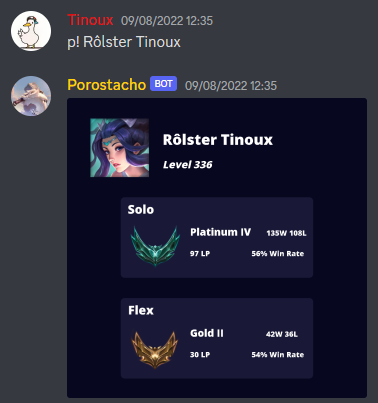 Tinoux 09/08/2022 12:35
p! Rôlster Tinoux
Porostacho BOT 09/08/2022 12:35
Rôlster Tinoux
Level 336
Solo
Platinum IV 135W 108L
97 LP 56% Win Rate
Flex
Gold II 42W 36L
30 LP 54% Win Rate